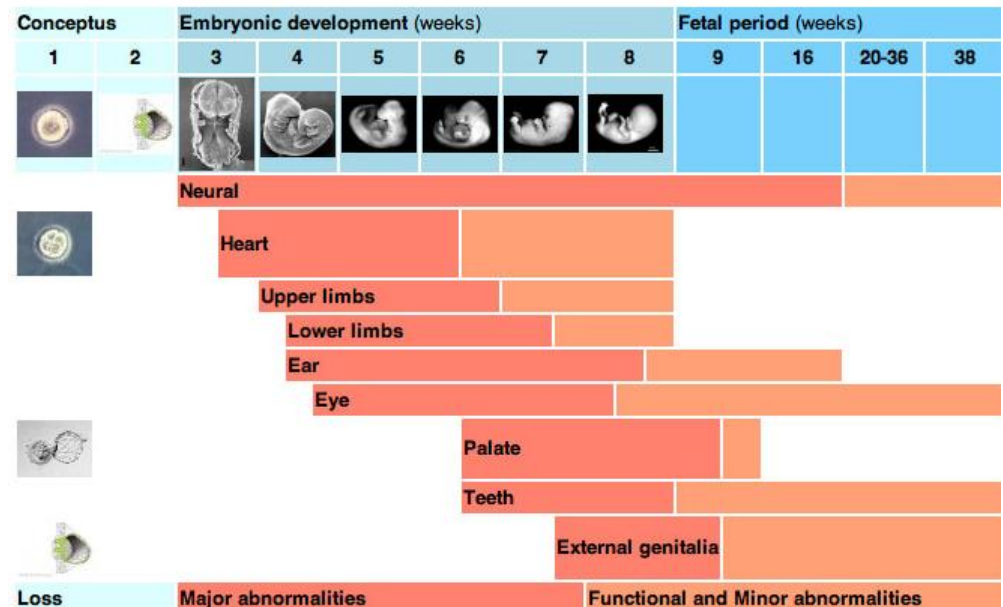 Conceptus Embryonic development (weeks) Fetal period (weeks)
1 2 3 4 5 6 7 8 9 16 20-36 38
Neural
Heart
Upper limbs
Lower limbs
Ear
Eye
Palate
Teeth
External genitalia
Loss Major abnormalities Functional and Minor abnormalities